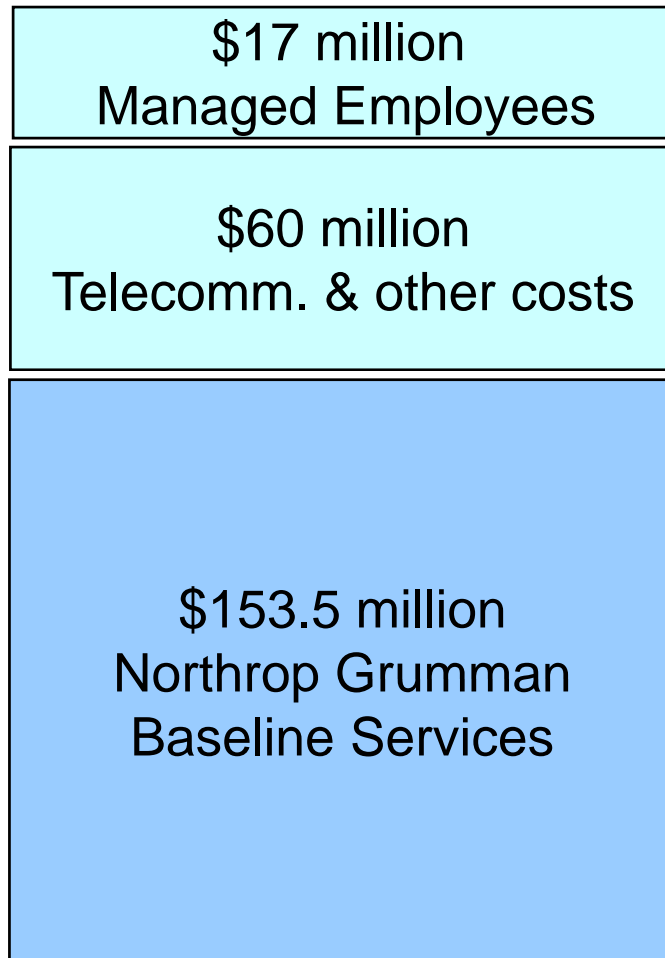 $17 million
Managed Employees
$60 million
Telecomm. & other costs
$153.5 million
Northrop Grumman
Baseline Services